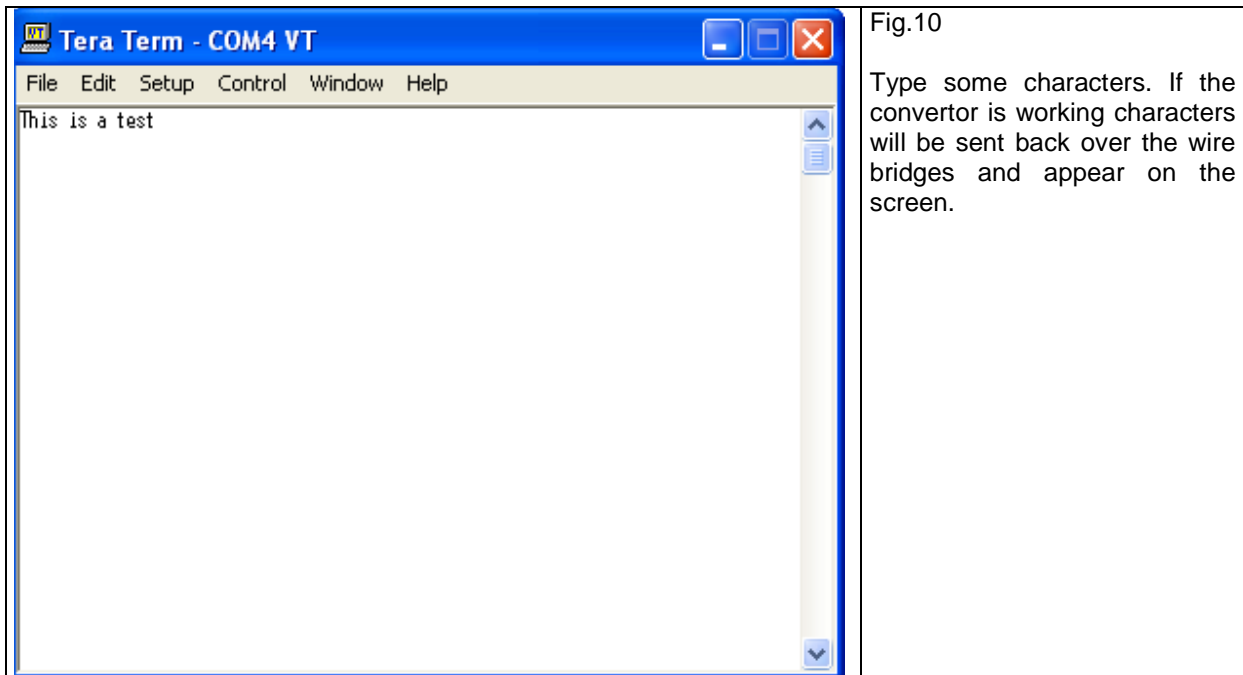 Tera Term - COM4 VT
File Edit Setup Control Window Help
This is a test
Fig.10
Type some characters. If the
convertor is working characters
will be sent back over the wire
bridges and appear on the
screen.